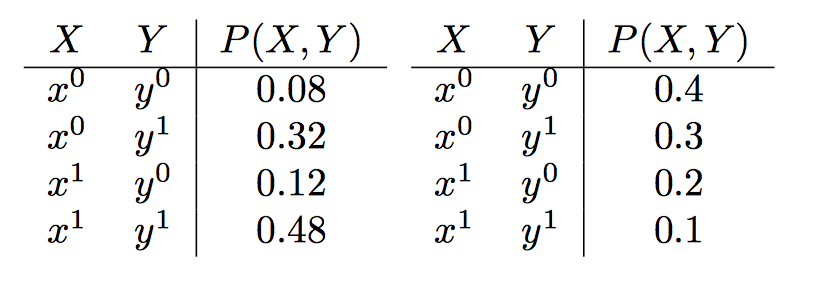 X Y P(X, Y) X Y P(X, Y)
x⁰ y⁰ 0.08 x⁰ y⁰ 0.4
x⁰ y¹ 0.32 x⁰ y¹ 0.3
x¹ y⁰ 0.12 x¹ y⁰ 0.2
x¹ y¹ 0.48 x¹ y¹ 0.1